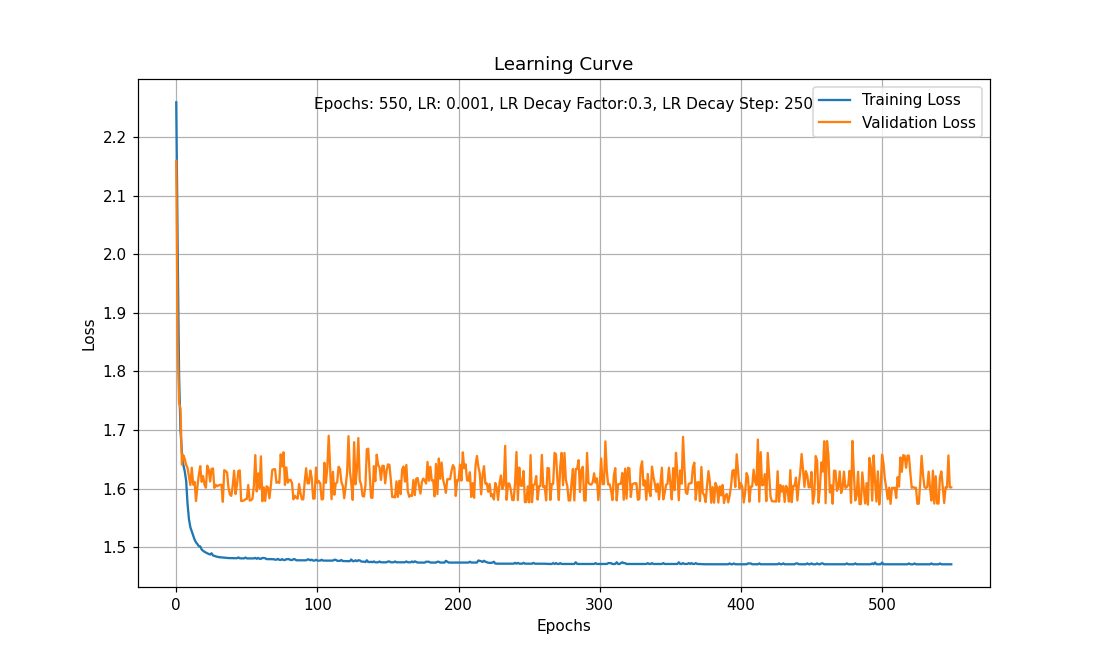 Learning Curve
Epochs: 550, LR: 0.001, LR Decay Factor:0.3, LR Decay Step: 250
Training Loss
Validation Loss
2.2
2.1
2.0
1.9
1.8
1.7
1.6
1.5
Loss
0 100 200 300 400 500
Epochs